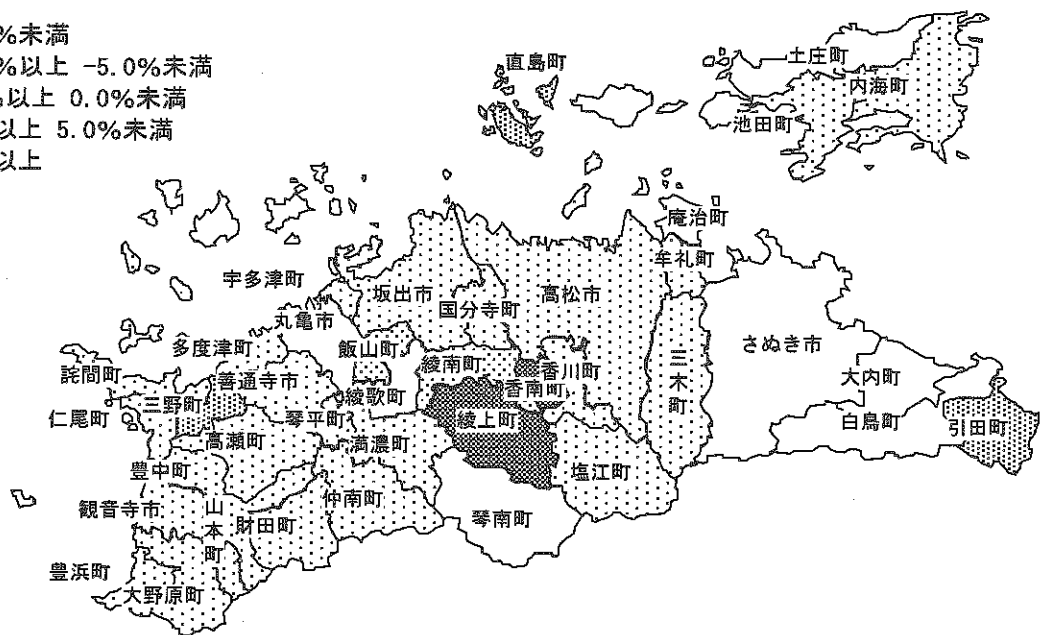 %未満
%以上 -5.0%未満
%以上 0.0%未満
以上 5.0%未満
以上
直島町
土庄町
内海町
池田町
庵治町
牟礼町
宇多津町
坂出市
国分寺町
高松市
丸亀市
多度津町
飯山町
さぬき市
詫間町
善通寺市
綾南町
香川町
三木町
大内町
三野町
綾歌町
香南町
仁尾町
琴平町
綾上町
白鳥町
引田町
高瀬町
満濃町
豊中町
塩江町
観音寺市
山本町
財田町
仲南町
琴南町
豊浜町
大野原町